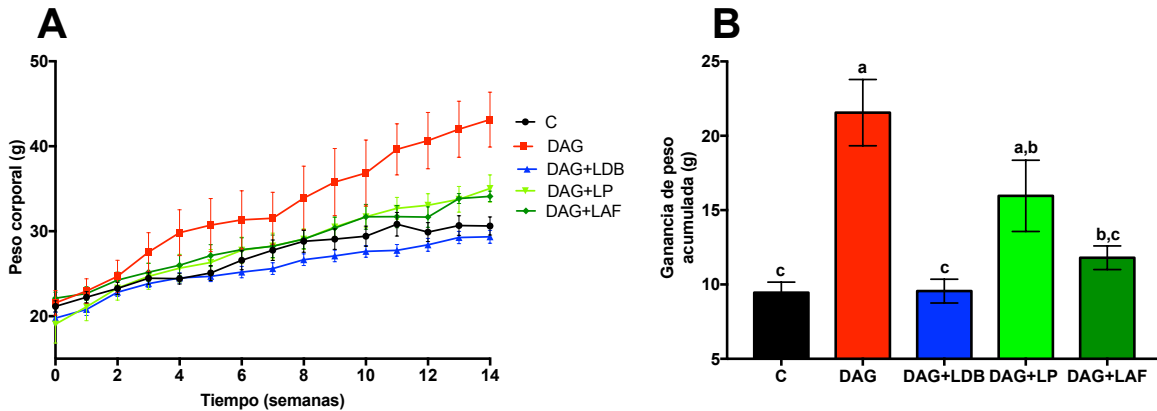 A
50
40
30
20
0
2
4
6
8
10
12
14
Peso corporal (g)
Tiempo (semanas)
C
DAG
DAG+LDB
DAG+LP
DAG+LAF
B
25
20
15
10
5
Ganancia de peso
acumulada (g)
c
a
c
a,b
b,c
C
DAG
DAG+LDB
DAG+LP
DAG+LAF